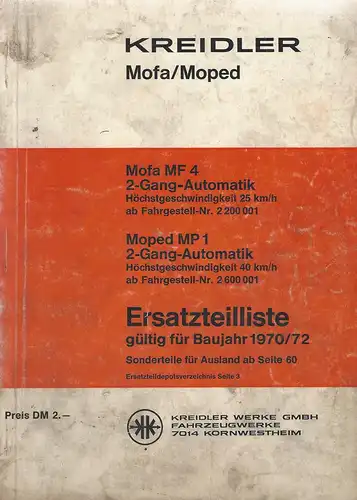 KREIDLER
Mofa/Moped
Mofa MF 4
2-Gang-Automatik
Höchstgeschwindigkeit 25 km/h
ab Fahrgestell-Nr. 2 200 001
Moped MP 1
2-Gang-Automatik
Höchstgeschwindigkeit 40 km/h
ab Fahrgestell-Nr. 2 600 001
Ersatzteilliste
gültig für Baujahr 1970/72
Sonderteile für Ausland ab Seite 60
Ersatzteildepotsverzeichnis Seite 3
Preis DM 2.–
KREIDLER WERKE GMBH
FAHRZEUGWERKE
7014 KORNWESTHEIM